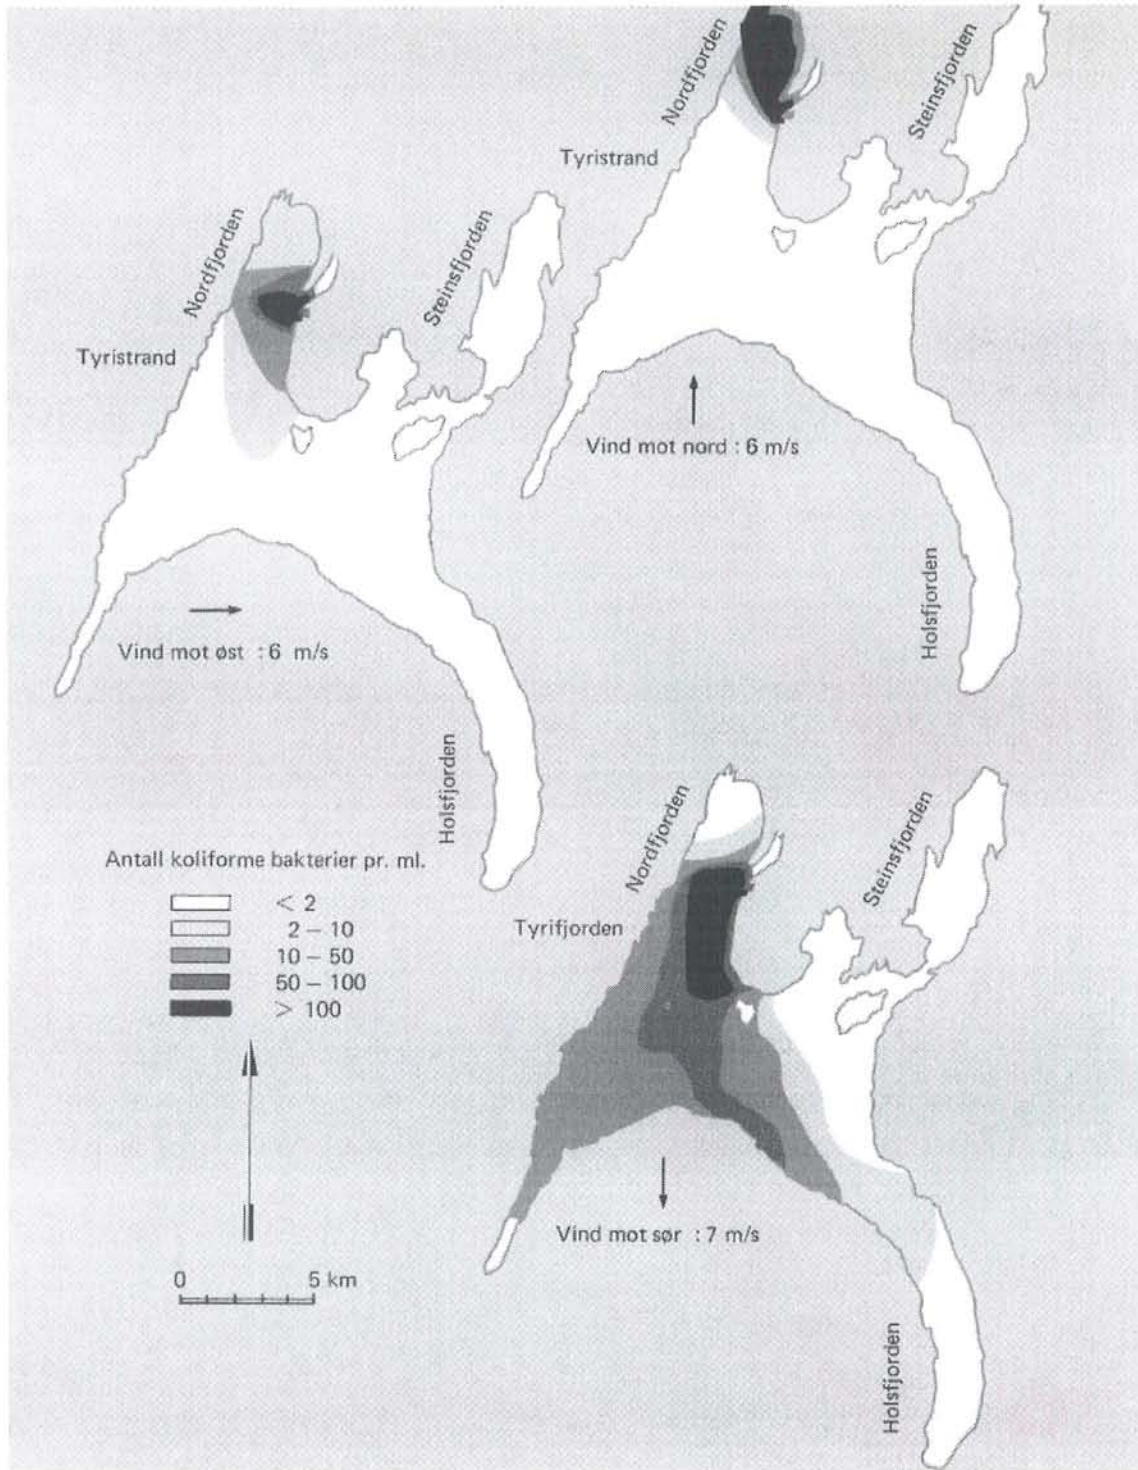 Nordfjorden
Steinsfjorden
Tyristrand
Vind mot nord : 6 m/s
Holsfjorden
Nordfjorden
Steinsfjorden
Tyristrand
Vind mot øst : 6 m/s
Holsfjorden
Antall koliforme bakterier pr. ml.
< 2
2 – 10
10 – 50
50 – 100
> 100
0 5 km
Nordfjorden
Steinsfjorden
Tyrifjorden
Vind mot sør : 7 m/s
Holsfjorden